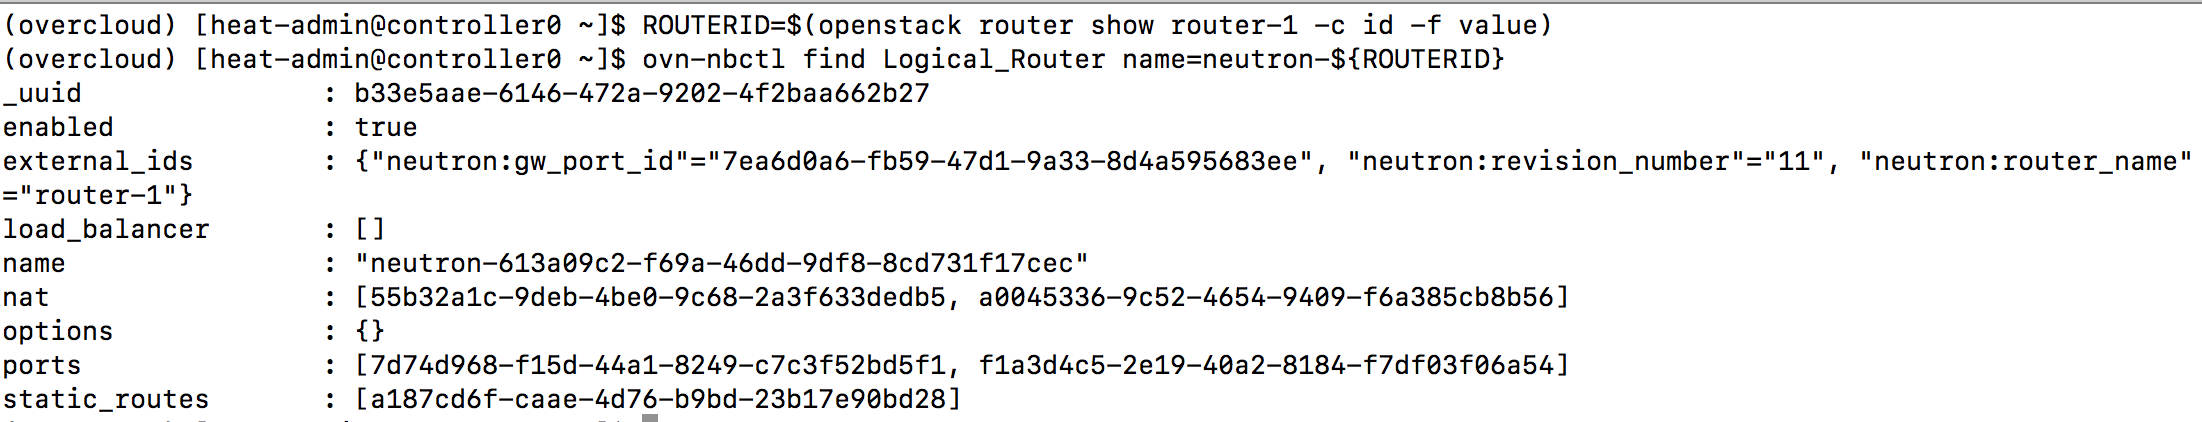 (overcloud) [heat-admin@controller0 ~]$ ROUTERID=$(openstack router show router-1 -c id -f value)
(overcloud) [heat-admin@controller0 ~]$ ovn-nbctl find Logical_Router name=neutron-${ROUTERID}
_uuid               : b33e5aae-6146-472a-9202-4f2baa662b27
enabled             : true
external_ids        : {"neutron:gw_port_id"="7ea6d0a6-fb59-47d1-9a33-8d4a595683ee", "neutron:revision_number"="11", "neutron:router_name"
="router-1"}
load_balancer       : []
name                : "neutron-613a09c2-f69a-46dd-9df8-8cd731f17cec"
nat                 : [55b32a1c-9deb-4be0-9c68-2a3f633dedb5, a0045336-9c52-4654-9409-f6a385cb8b56]
options             : {}
ports               : [7d74d968-f15d-44a1-8249-c7c3f52bd5f1, f1a3d4c5-2e19-40a2-8184-f7df03f06a54]
static_routes       : [a187cd6f-caae-4d76-b9bd-23b17e90bd28]